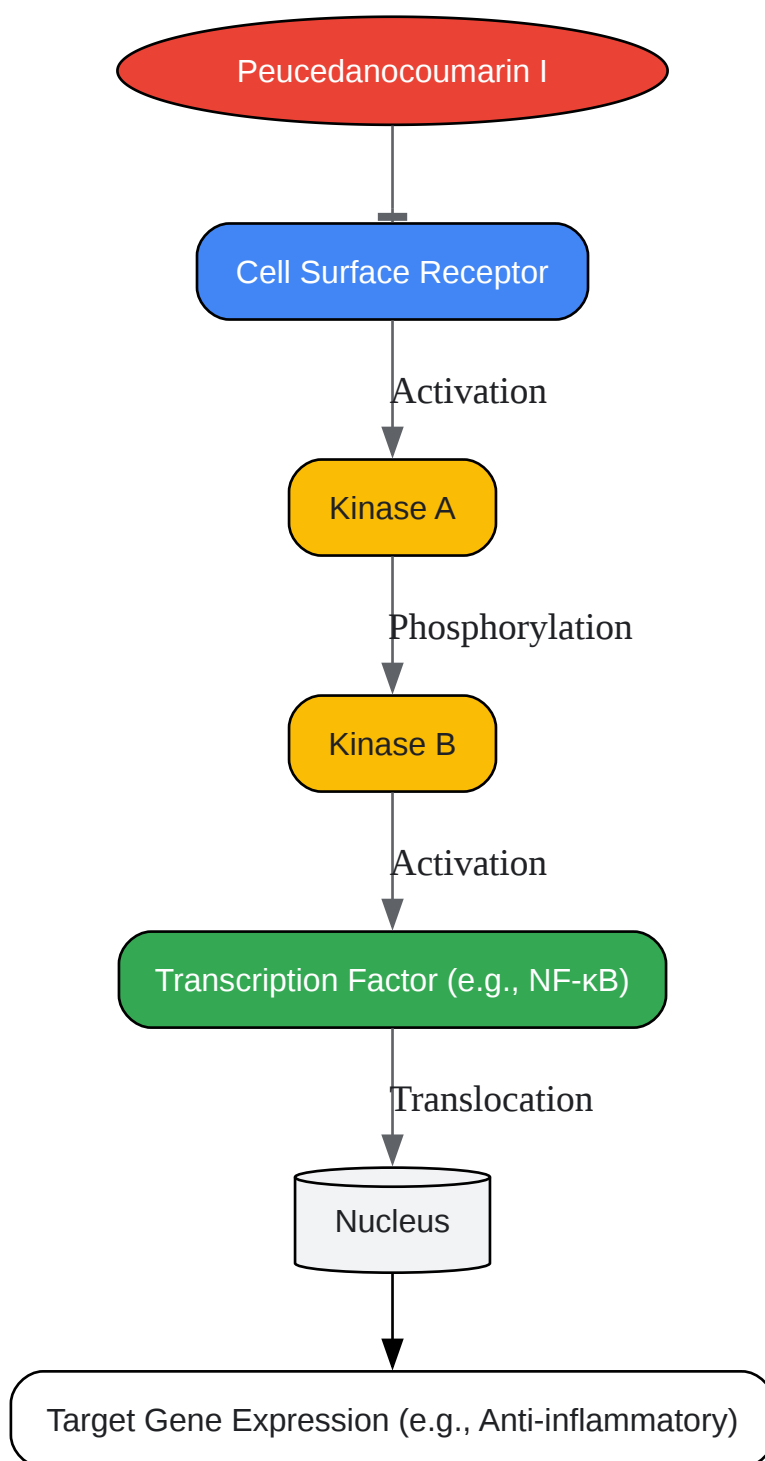 Peucedanocoumarin I
Cell Surface Receptor
Activation
Kinase A
Phosphorylation
Kinase B
Activation
Transcription Factor (e.g., NF-κB)
Translocation
Nucleus
Target Gene Expression (e.g., Anti-inflammatory)